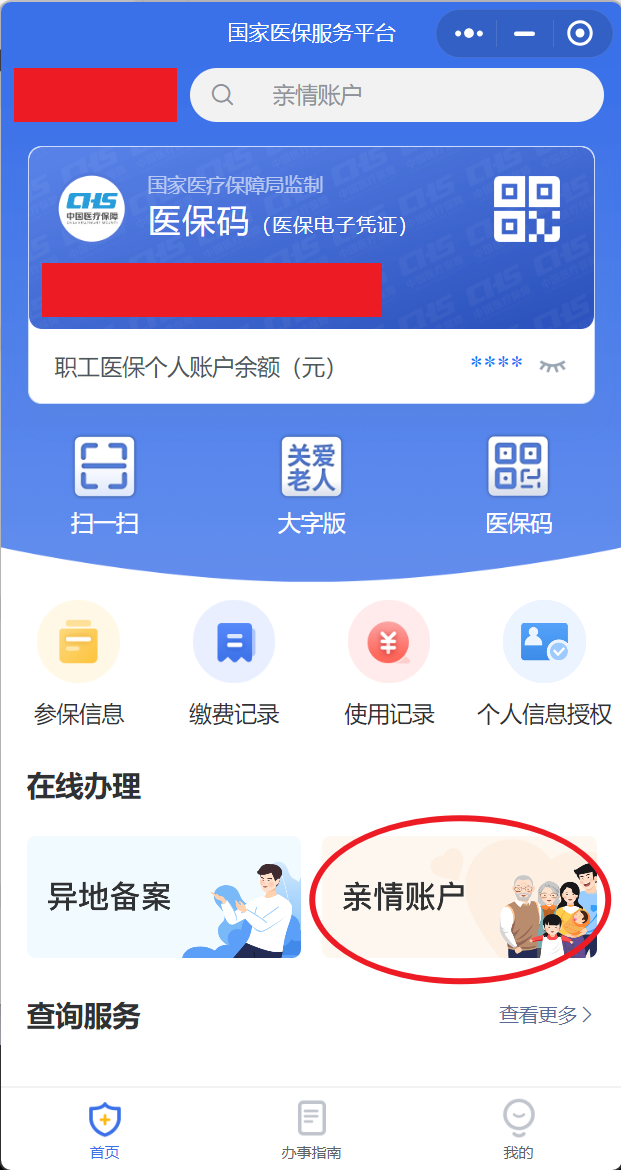 国家医保服务平台
亲情账户
国家医疗保障局监制
CHS
中国医疗保障
医保码（医保电子凭证）
职工医保个人账户余额（元）
****
关爱
老人
扫一扫
大字版
医保码
参保信息
缴费记录
使用记录
个人信息授权
在线办理
异地备案
亲情账户
查询服务
查看更多
首页
办事指南
我的